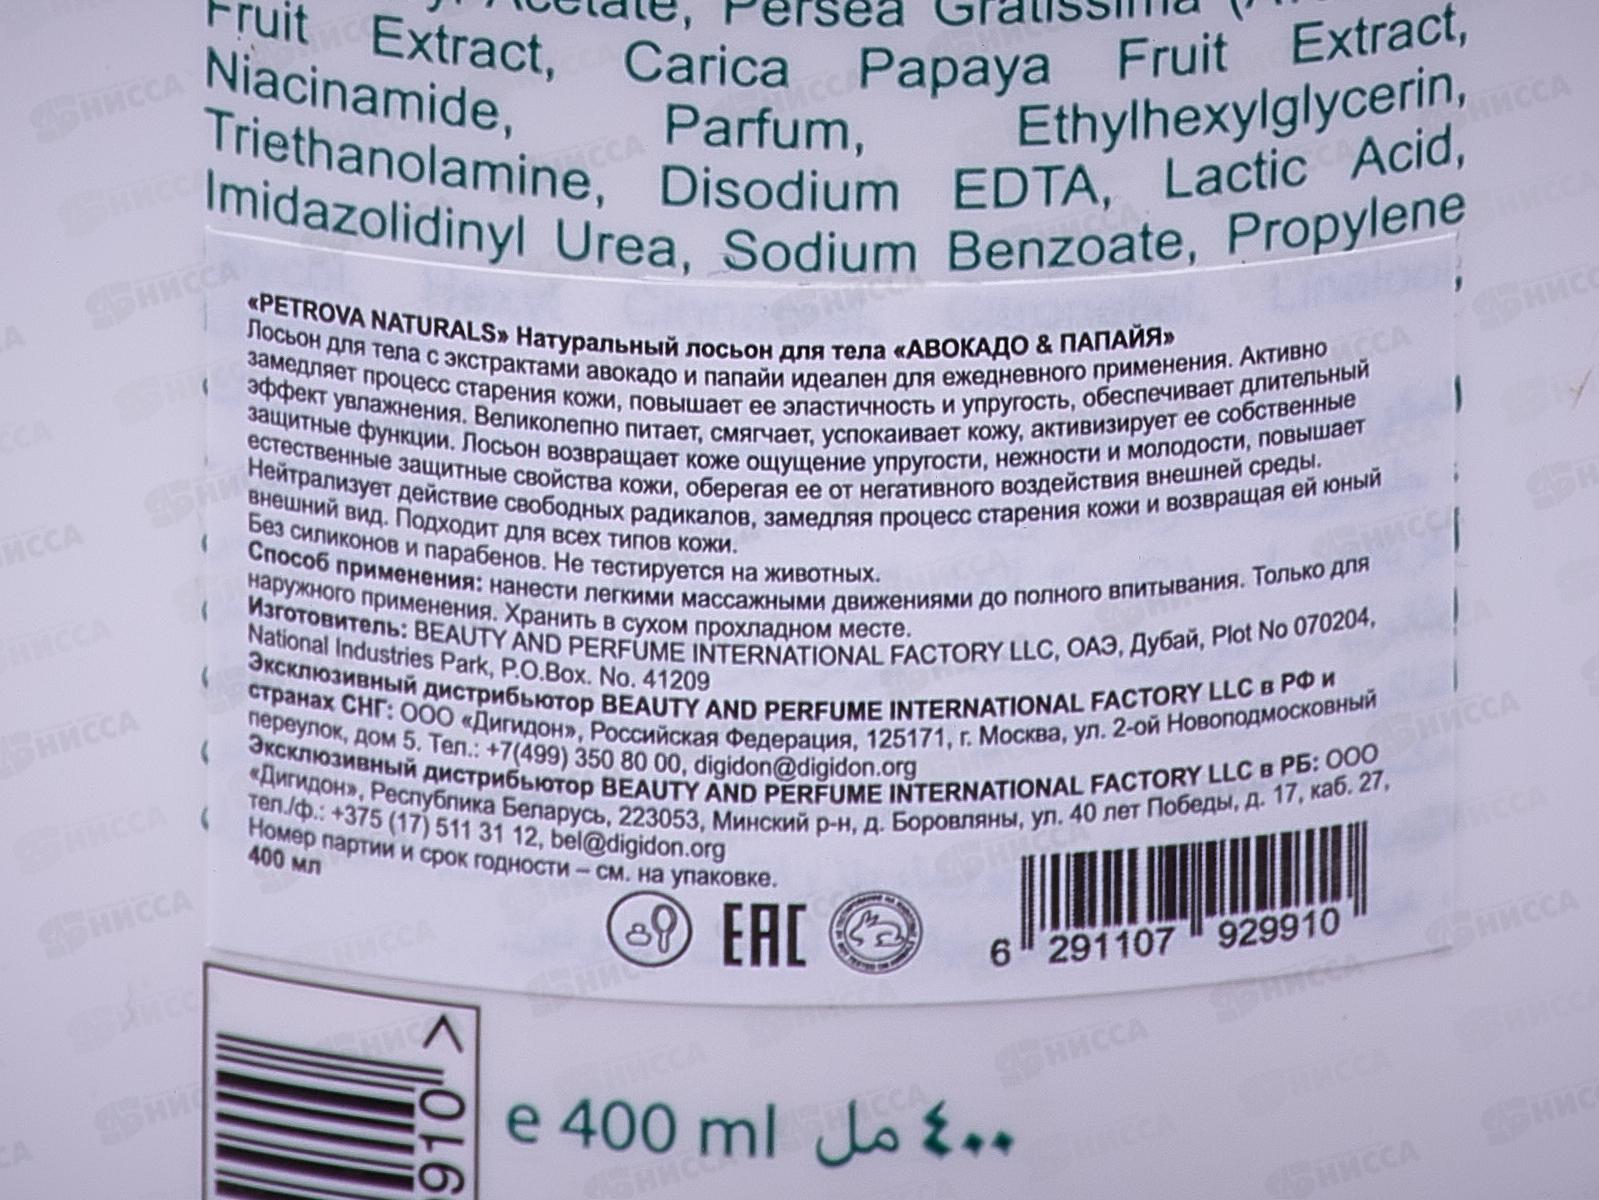 Acetate, Persea Gratissima
Fruit Extract, Carica Papaya Fruit Extract,
Niacinamide, Parfum, Ethylhexylglycerin,
Triethanolamine, Disodium EDTA, Lactic Acid,
Imidazolidinyl Urea, Sodium Benzoate, Propylene
«PETROVA NATURALS» Натуральный лосьон для тела «АВОКАДО & ПАПАЙЯ»
Лосьон для тела с экстрактами авокадо и папайи идеален для ежедневного применения. Активно
замедляет процесс старения кожи, повышает ее эластичность и упругость, обеспечивает длительный
эффект увлажнения. Великолепно питает, смягчает, успокаивает кожу, активизирует ее собственные
защитные функции. Лосьон возвращает коже ощущение упругости, нежности и молодости, повышает
естественные защитные свойства кожи, оберегая ее от негативного воздействия внешней среды.
Нейтрализует действие свободных радикалов, замедляя процесс старения кожи и возвращая ей юный
внешний вид. Подходит для всех типов кожи.
Без силиконов и парабенов. Не тестируется на животных.
Способ применения: нанести легкими массажными движениями до полного впитывания. Только для
наружного применения. Хранить в сухом прохладном месте.
Изготовитель: BEAUTY AND PERFUME INTERNATIONAL FACTORY LLC, ОАЭ, Дубай, Plot No 070204,
National Industries Park, P.O.Box. No. 41209
Эксклюзивный дистрибьютор BEAUTY AND PERFUME INTERNATIONAL FACTORY LLC в РФ и
странах СНГ: ООО «Дигидон», Российская Федерация, 125171, г. Москва, ул. 2-ой Новоподмосковный
переулок, дом 5. Тел.: +7(499) 350 80 00, digidon@digidon.org
Эксклюзивный дистрибьютор BEAUTY AND PERFUME INTERNATIONAL FACTORY LLC в РБ: ООО
«Дигидон», Республика Беларусь, 223053, Минский р-н, д. Боровляны, ул. 40 лет Победы, д. 17, каб. 27,
тел./ф.: +375 (17) 511 31 12, bel@digidon.org
Номер партии и срок годности – см. на упаковке.
400 мл
EAC
6 291107 929910
910 >
e 400 ml ٤٠٠ مل
НИССА